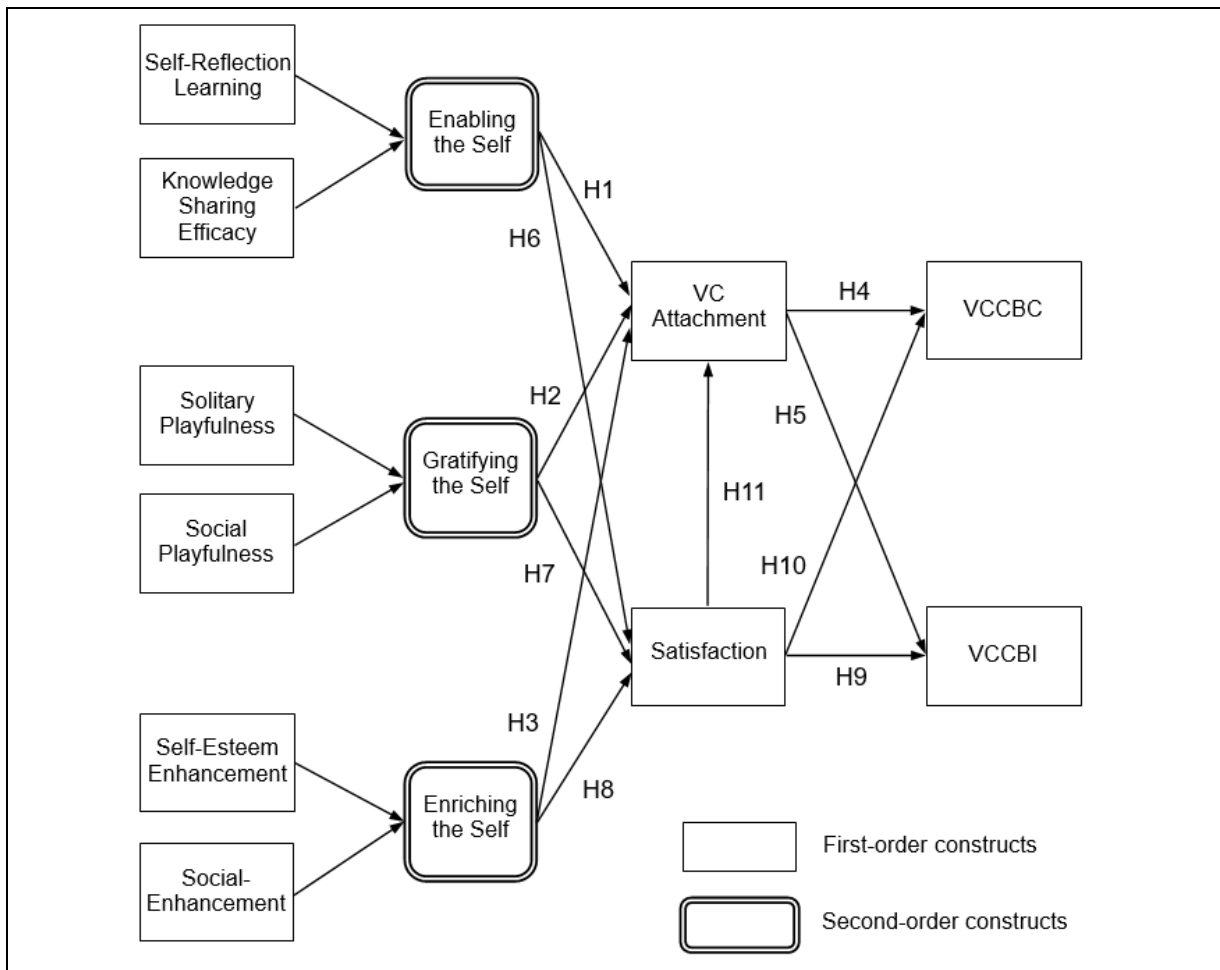 Self-Reflection
Learning
Enabling
the Self
Knowledge
Sharing
Efficacy
H1
H6
VC
Attachment
H4
VCCBC
Solitary
Playfulness
H2
H5
Gratifying
the Self
H11
Social
Playfulness
H7
H10
Satisfaction
VCCBI
H9
H3
Self-Esteem
Enhancement
H8
Enriching
the Self
First-order constructs
Social-
Enhancement
Second-order constructs